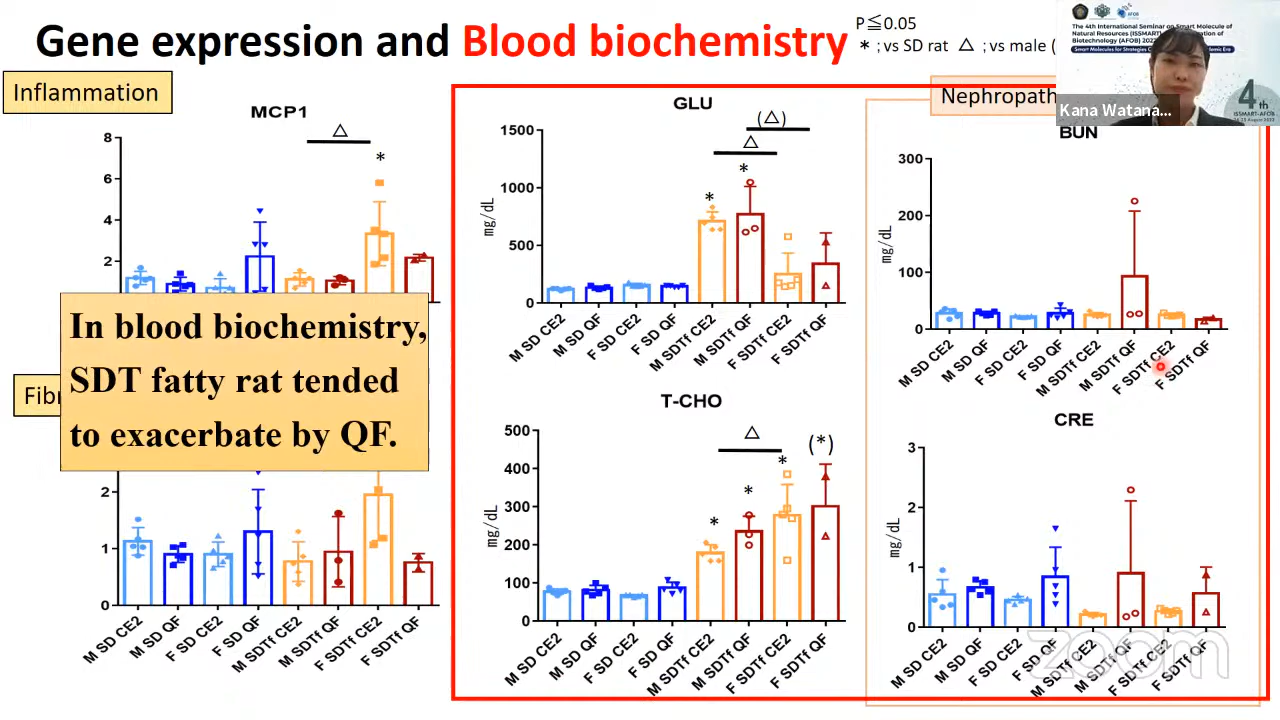 Gene expression and Blood biochemistry
P≦0.05
* ; vs SD rat △ ; vs male (
The 4th International Seminar on Smart Molecule of
Natural Resources (ISSMART)
Biotechnology (AFOB) 202
Smart Molecules for Strategies C
4th
ISSMART-AFOB
Kana Watana...
Inflammation
MCP1
△
*
8
6
4
2
In blood biochemistry,
SDT fatty rat tended
to exacerbate by QF.
Fib
2
1
0
M SD CE2
M SD QF
F SD CE2
F SD QF
M SDTf CE2
M SDTf QF
F SDTf CE2
F SDTf QF
GLU
(△)
△
*
*
1500
1000
500
0
mg/dL
M SD CE2
M SD QF
F SD CE2
F SD QF
M SDTf CE2
M SDTf QF
F SDTf CE2
F SDTf QF
T-CHO
△
*
*
*
(*)
500
400
300
200
100
0
mg/dL
M SD CE2
M SD QF
F SD CE2
F SD QF
M SDTf CE2
M SDTf QF
F SDTf CE2
F SDTf QF
Nephropath
BUN
300
200
100
0
mg/dL
M SD CE2
M SD QF
F SD CE2
F SD QF
M SDTf CE2
M SDTf QF
F SDTf CE2
F SDTf QF
CRE
3
2
1
0
mg/dL
M SD CE2
M SD QF
F SD CE2
F SD QF
M SDTf CE2
M SDTf QF
F SDTf CE2
F SDTf QF
zoom